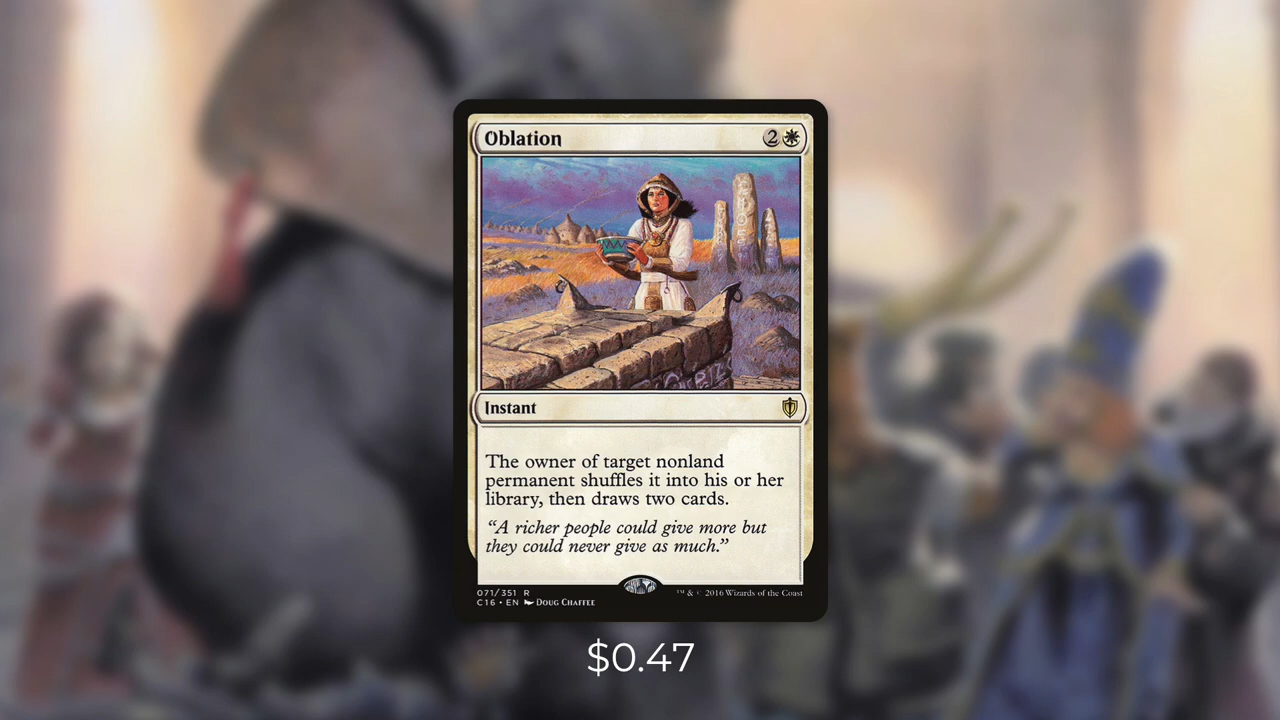 Oblation 2
Instant
The owner of target nonland
permanent shuffles it into his or her
library, then draws two cards.
“A richer people could give more but
they could never give as much.”
071/351 R
C16 • EN Doug Chaffee
™ & © 2016 Wizards of the Coast
$0.47